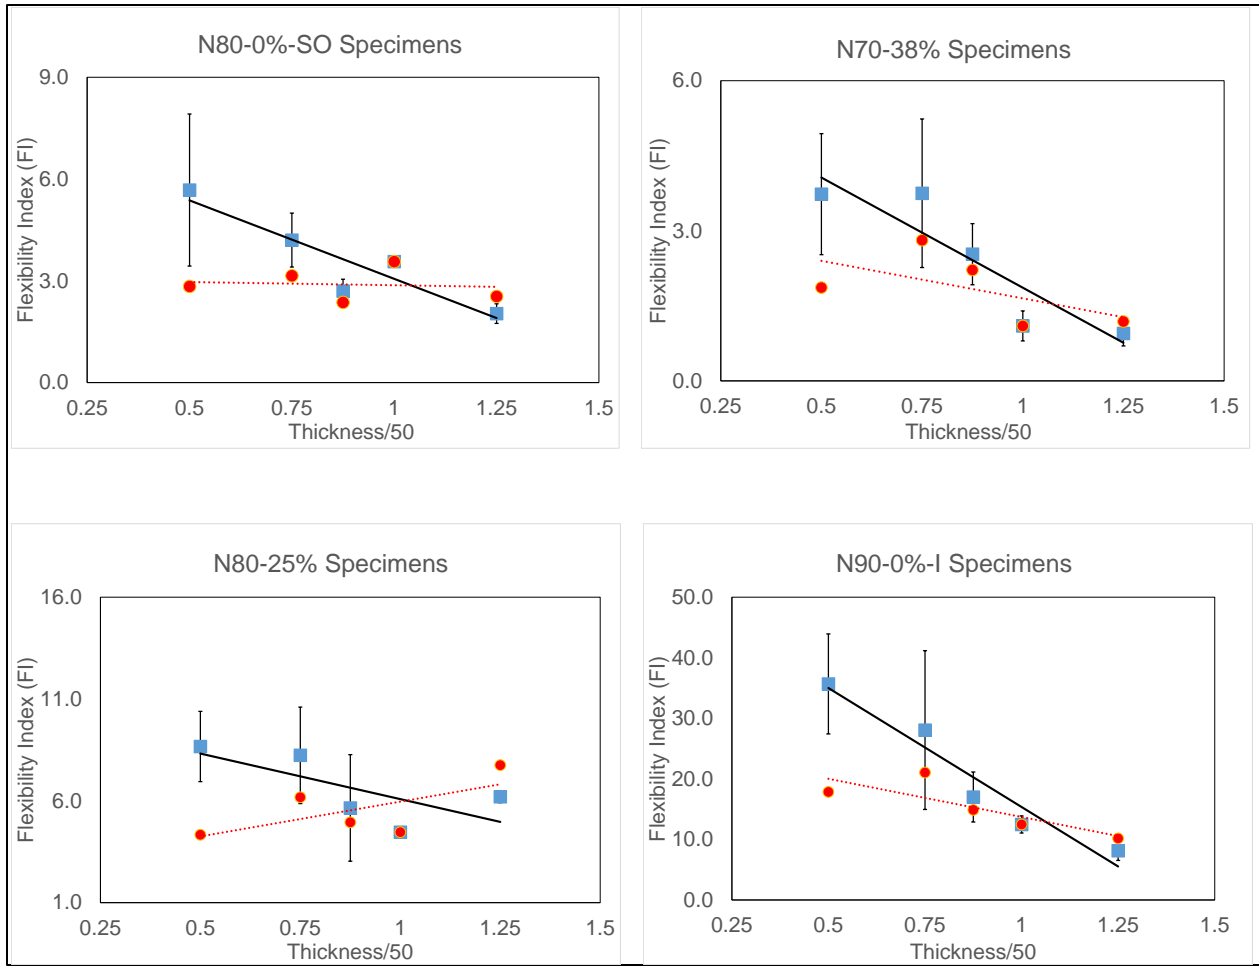 N80-0%-SO Specimens
Flexibility Index (FI)
9.0
6.0
3.0
0.0
0.25 0.5 0.75 1 1.25 1.5
Thickness/50
N70-38% Specimens
Flexibility Index (FI)
6.0
3.0
0.0
0.25 0.5 0.75 1 1.25 1.5
Thickness/50
N80-25% Specimens
Flexibility Index (FI)
16.0
11.0
6.0
1.0
0.25 0.5 0.75 1 1.25 1.5
Thickness/50
N90-0%-I Specimens
Flexibility Index (FI)
50.0
40.0
30.0
20.0
10.0
0.0
0.25 0.5 0.75 1 1.25 1.5
Thickness/50